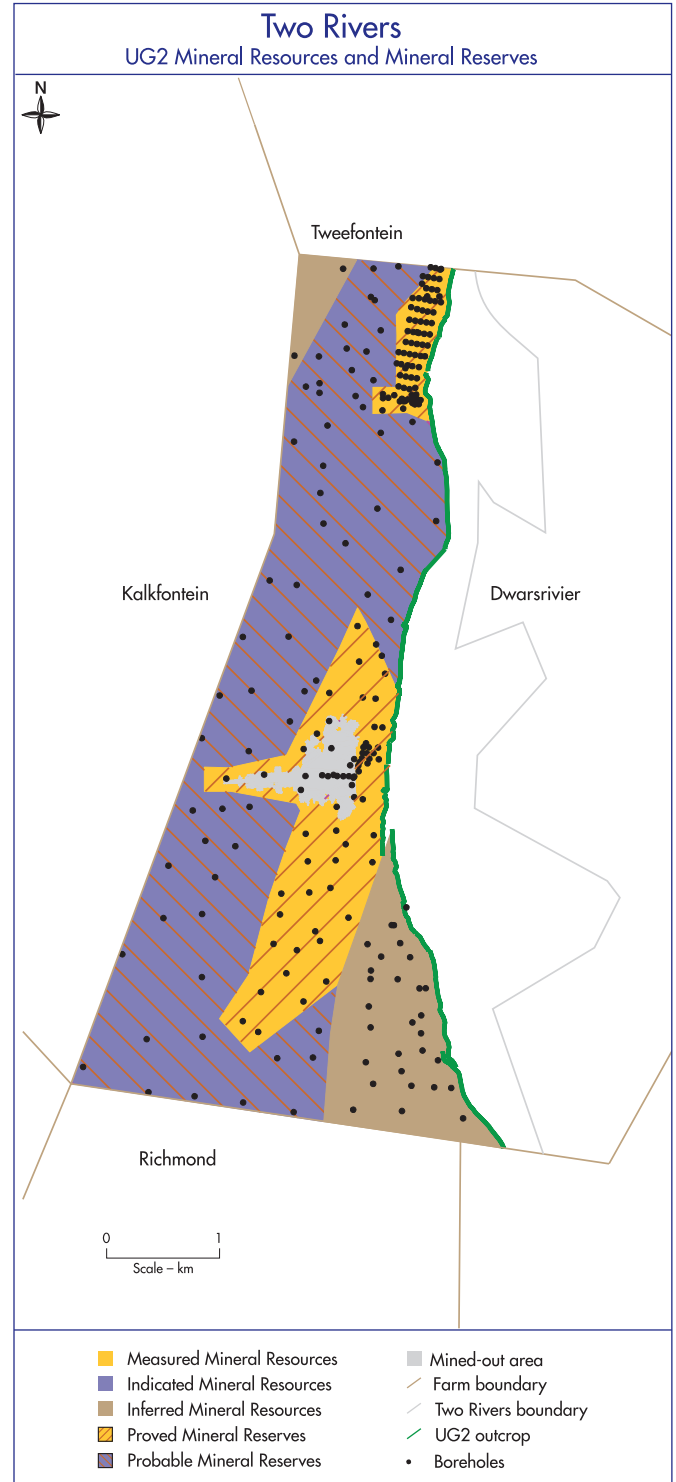 Two Rivers
UG2 Mineral Resources and Mineral Reserves
N
Tweefontein
Kalkfontein
Dwarsrivier
Richmond
0 1
Scale – km
Measured Mineral Resources
Indicated Mineral Resources
Inferred Mineral Resources
Proved Mineral Reserves
Probable Mineral Reserves
Mined-out area
Farm boundary
Two Rivers boundary
UG2 outcrop
Boreholes